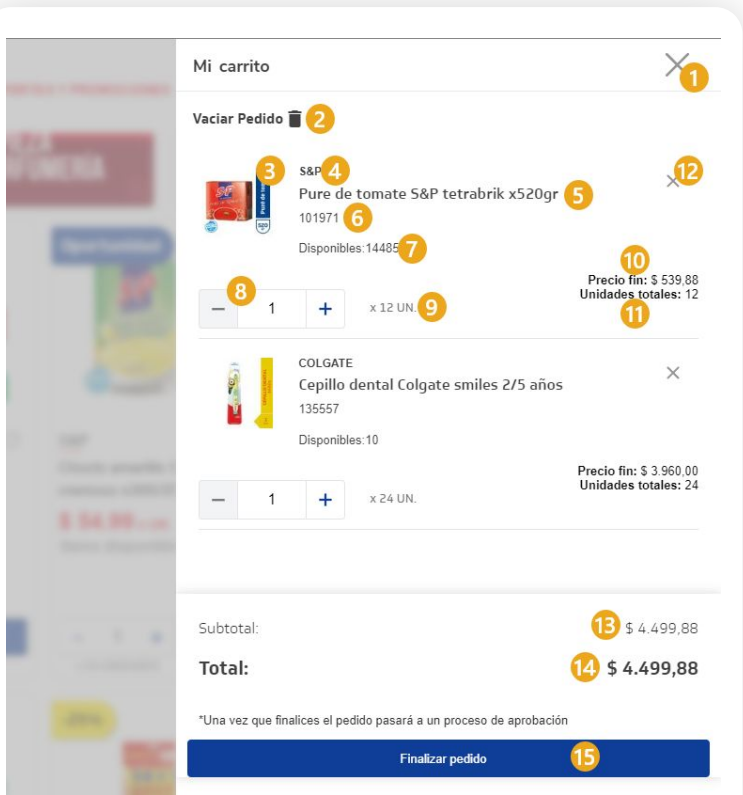 Mi carrito
1
Vaciar Pedido 2
3 S&P 4
12
Pure de tomate S&P tetrabrik x520gr 5
101971 6
Disponibles:14485 7
10
Precio fin: $ 539,88
Unidades totales: 12
11
8
− 1 + x 12 UN. 9
COLGATE
Cepillo dental Colgate smiles 2/5 años
135557
Disponibles:10
Precio fin: $ 3.960,00
Unidades totales: 24
− 1 + x 24 UN.
Subtotal: 13 $ 4.499,88
Total: 14 $ 4.499,88
*Una vez que finalices el pedido pasará a un proceso de aprobación
Finalizar pedido 15